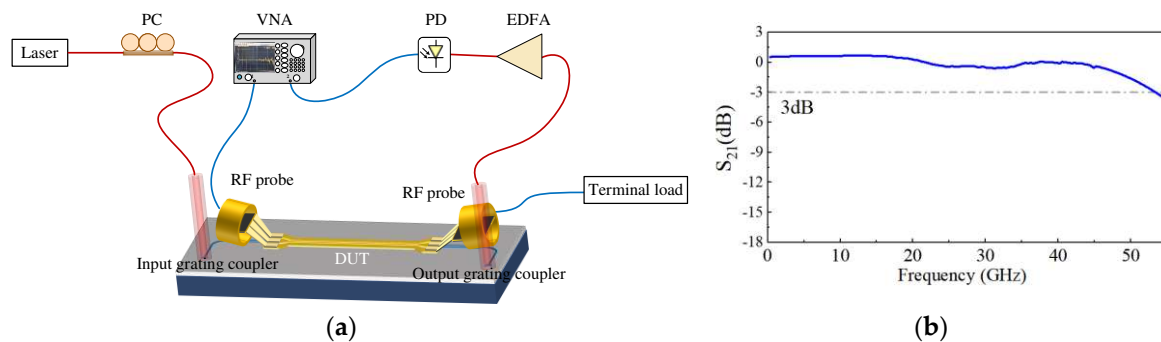 PC
VNA
PD
EDFA
Laser
RF probe
RF probe
Terminal load
Input grating coupler
DUT
Output grating coupler
(a)
3
0
-3
3dB
-6
-9
-12
-15
-18
S21(dB)
0 10 20 30 40 50
Frequency (GHz)
(b)